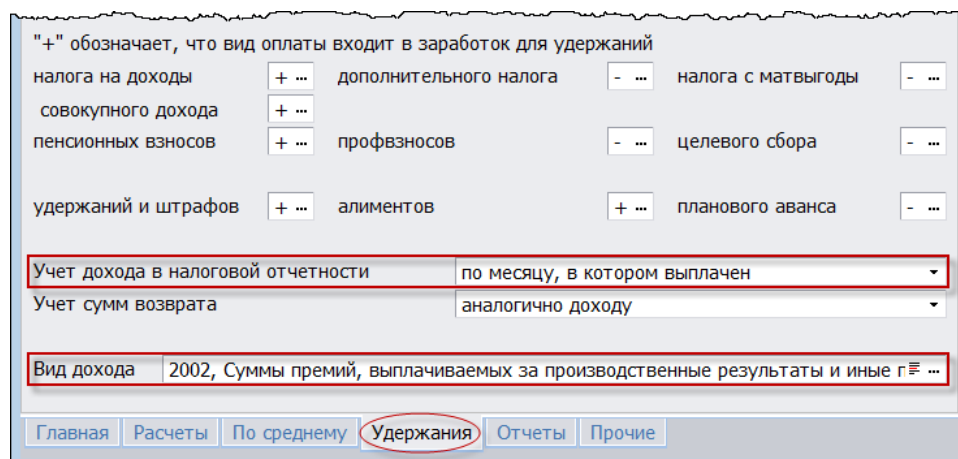 "+" обозначает, что вид оплаты входит в заработок для удержаний
налога на доходы + ... дополнительного налога - ... налога с матвыгоды - ...
совокупного дохода + ...
пенсионных взносов + ... профвзносов - ... целевого сбора - ...
удержаний и штрафов + ... алиментов + ... планового аванса - ...
Учет дохода в налоговой отчетности по месяцу, в котором выплачен
Учет сумм возврата аналогично доходу
Вид дохода 2002, Суммы премий, выплачиваемых за производственные результаты и иные п ...
Главная Расчеты По среднему Удержания Отчеты Прочие